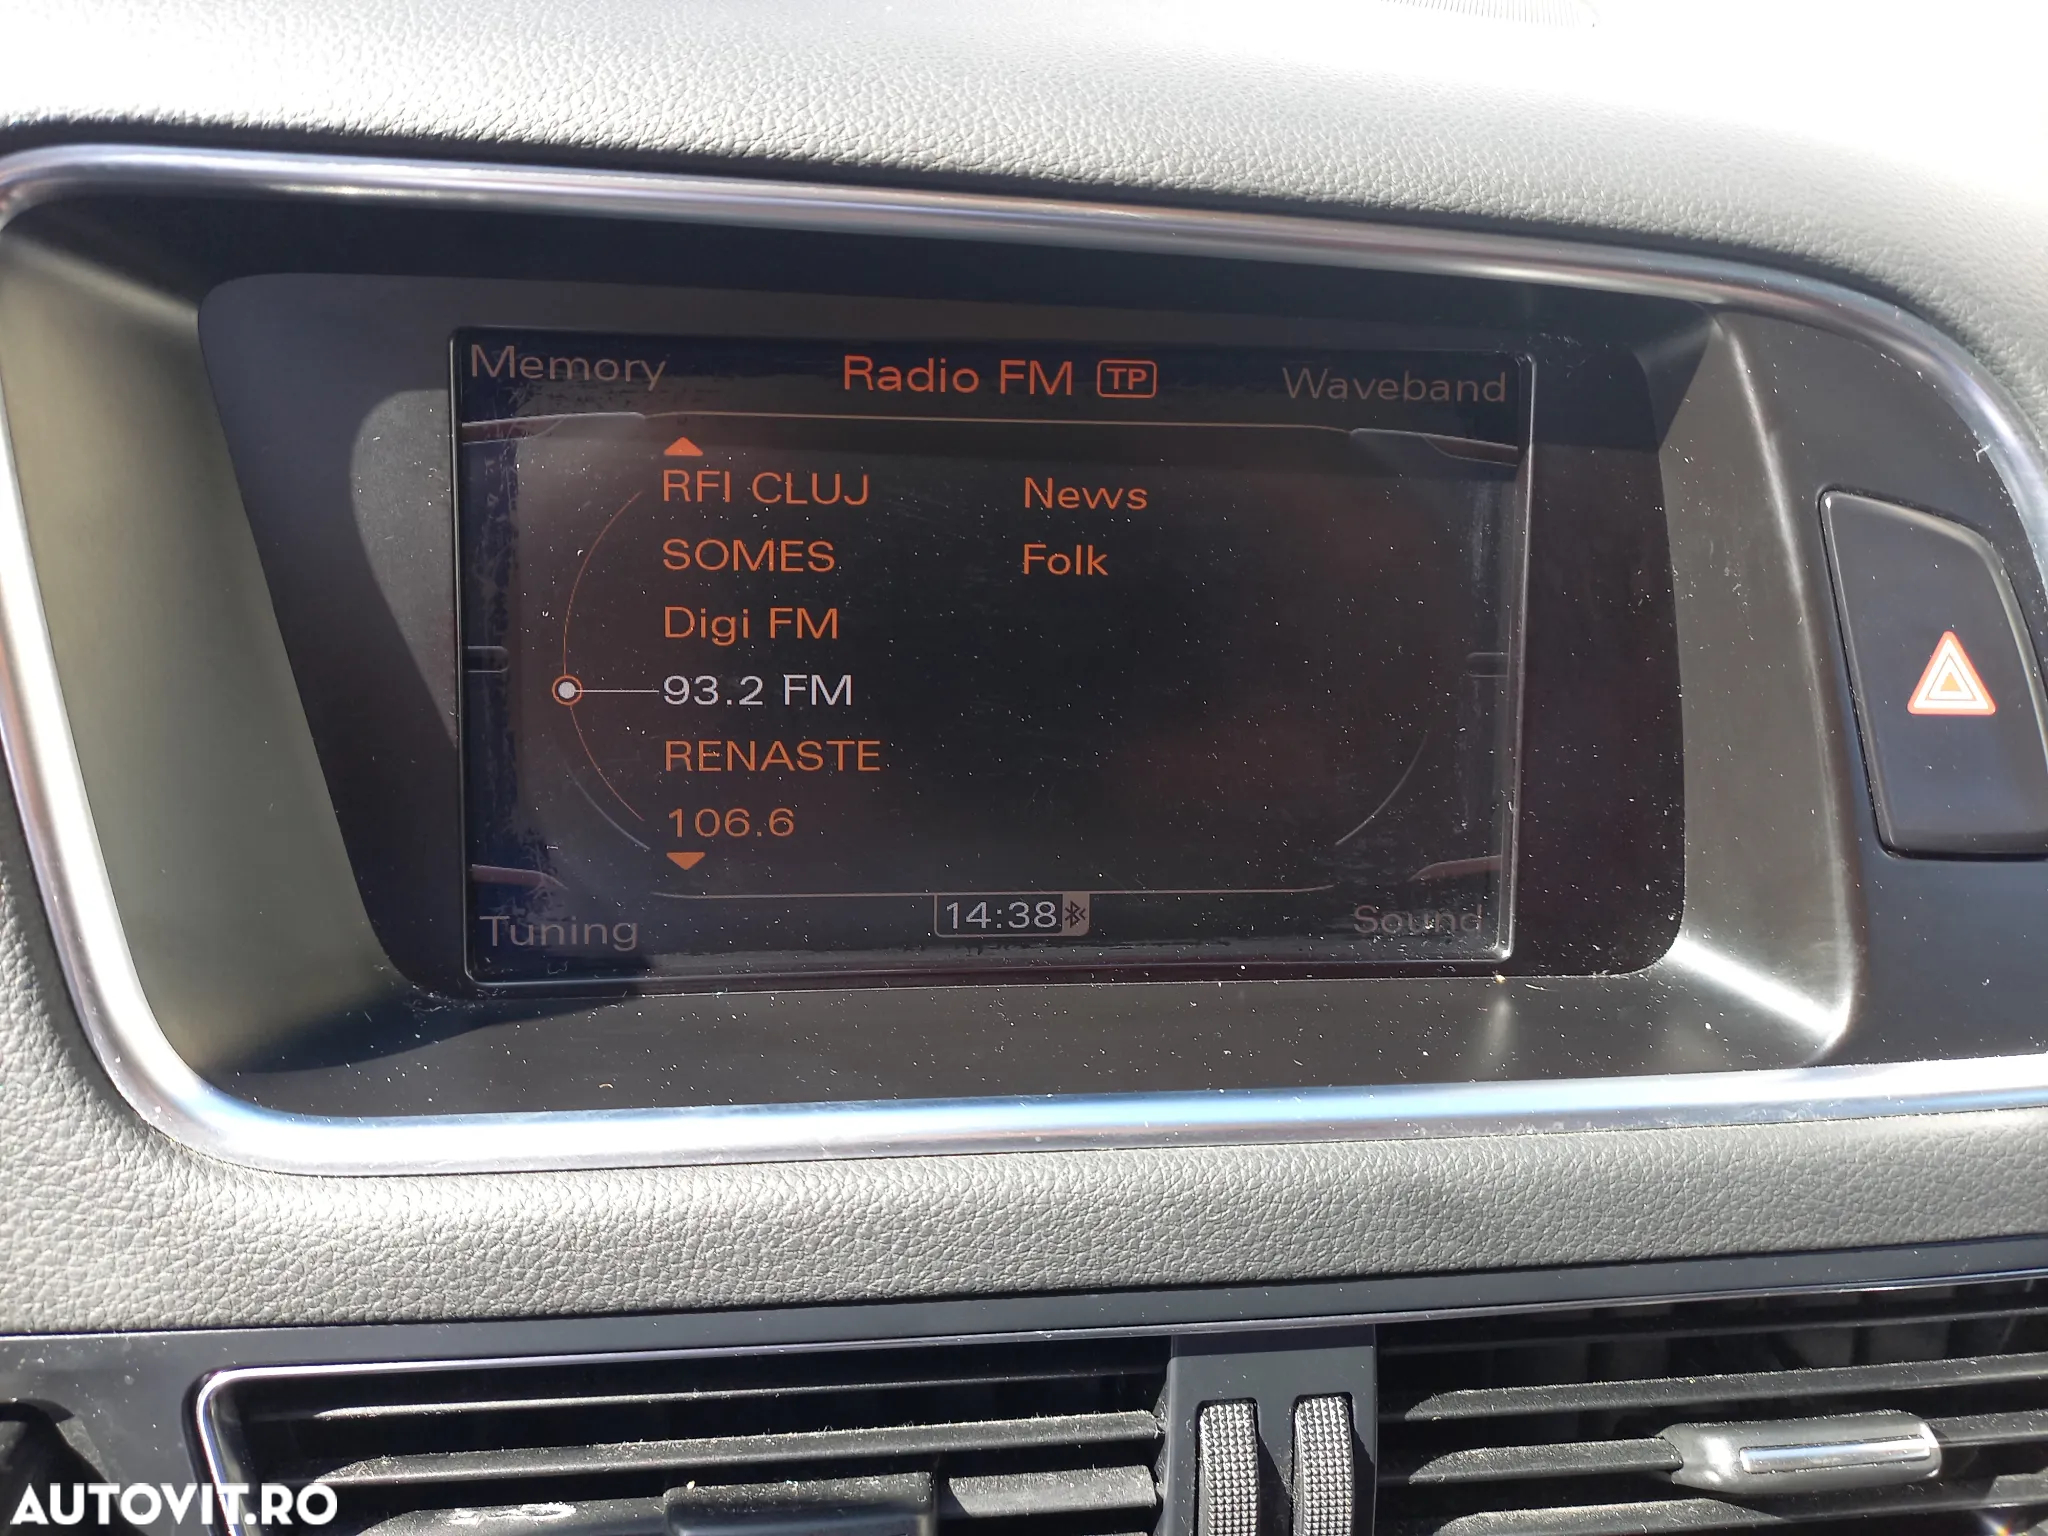 Memory Radio FM TP Waveband
RFI CLUJ News
SOMES Folk
Digi FM
93.2 FM
RENASTE
106.6
Tuning 14:38 Sound
AUTOVIT.RO